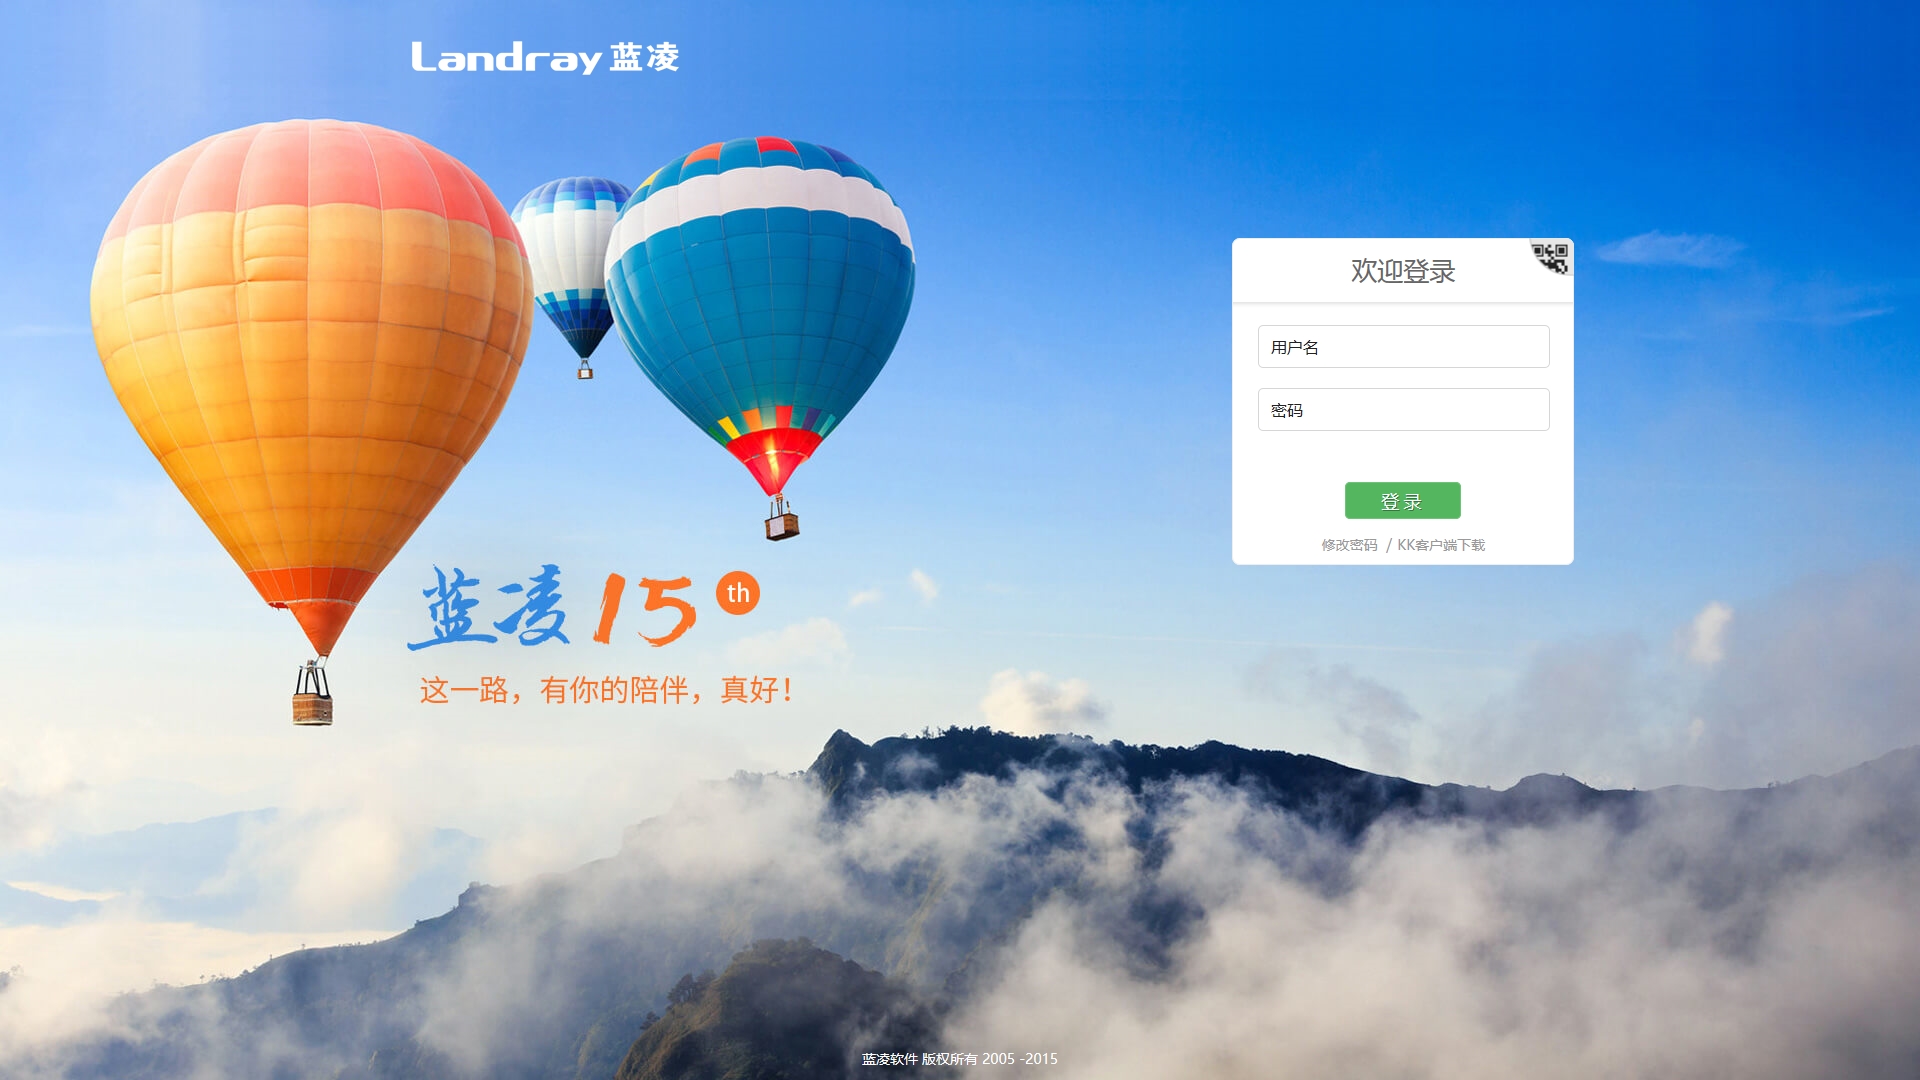 Landray 蓝凌
欢迎登录
用户名
密码
登录
修改密码 / KK客户端下载
蓝凌 15 th
这一路，有你的陪伴，真好！
蓝凌软件 版权所有 2005 -2015